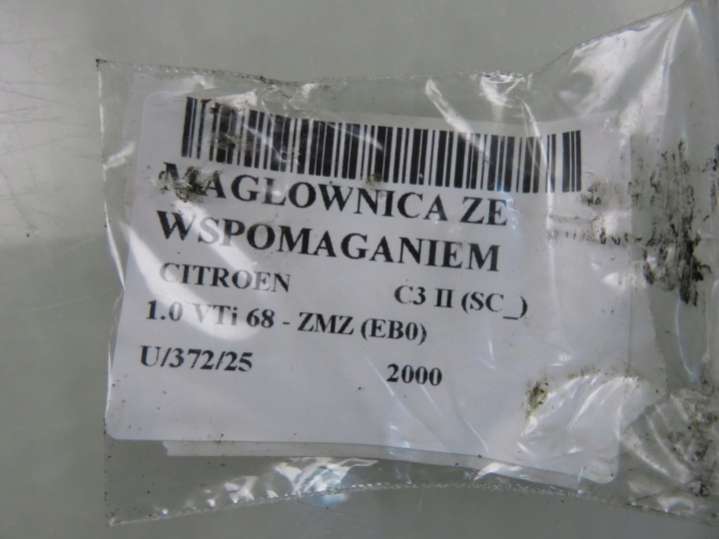 MAGLOWNICA ZE
WSPOMAGANIEM
CITROEN C3 II (SC_)
1.0 VTi 68 - ZMZ (EB0)
U/372/25 2000